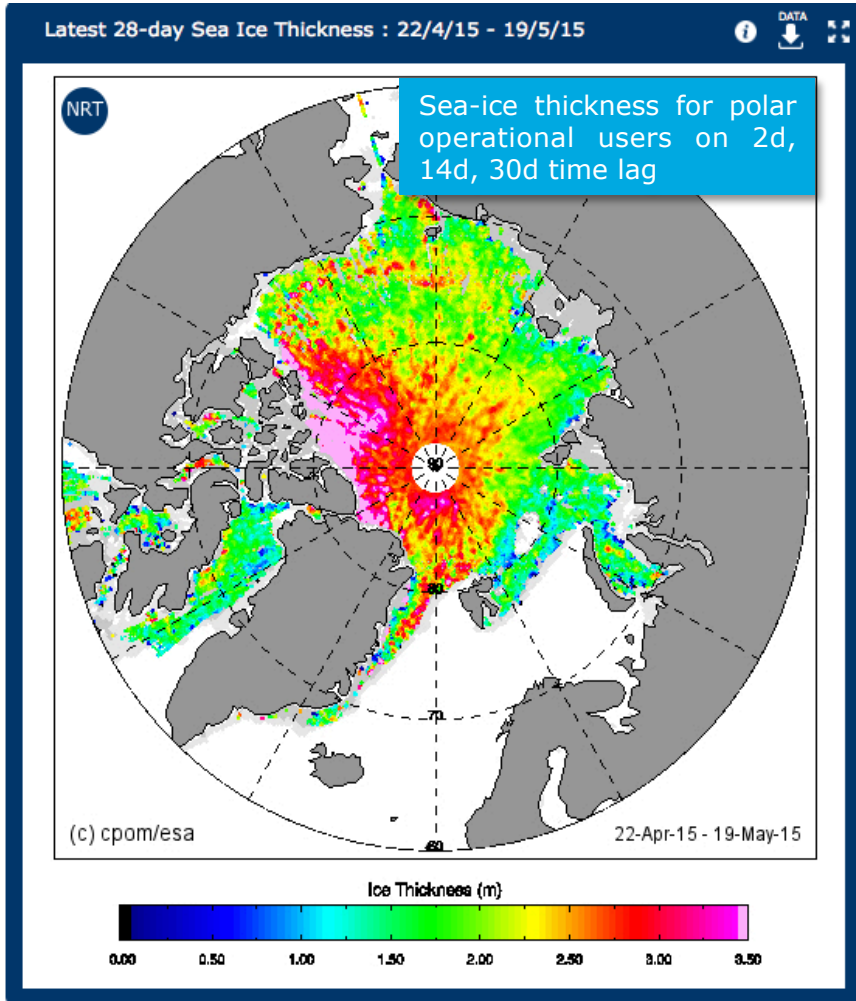 Latest 28-day Sea Ice Thickness : 22/4/15 - 19/5/15
DATA
NRT
Sea-ice thickness for polar
operational users on 2d,
14d, 30d time lag
90
80
70
60
(c) cpom/esa
22-Apr-15 - 19-May-15
Ice Thickness (m)
0.00 0.50 1.00 1.50 2.00 2.50 3.00 3.50